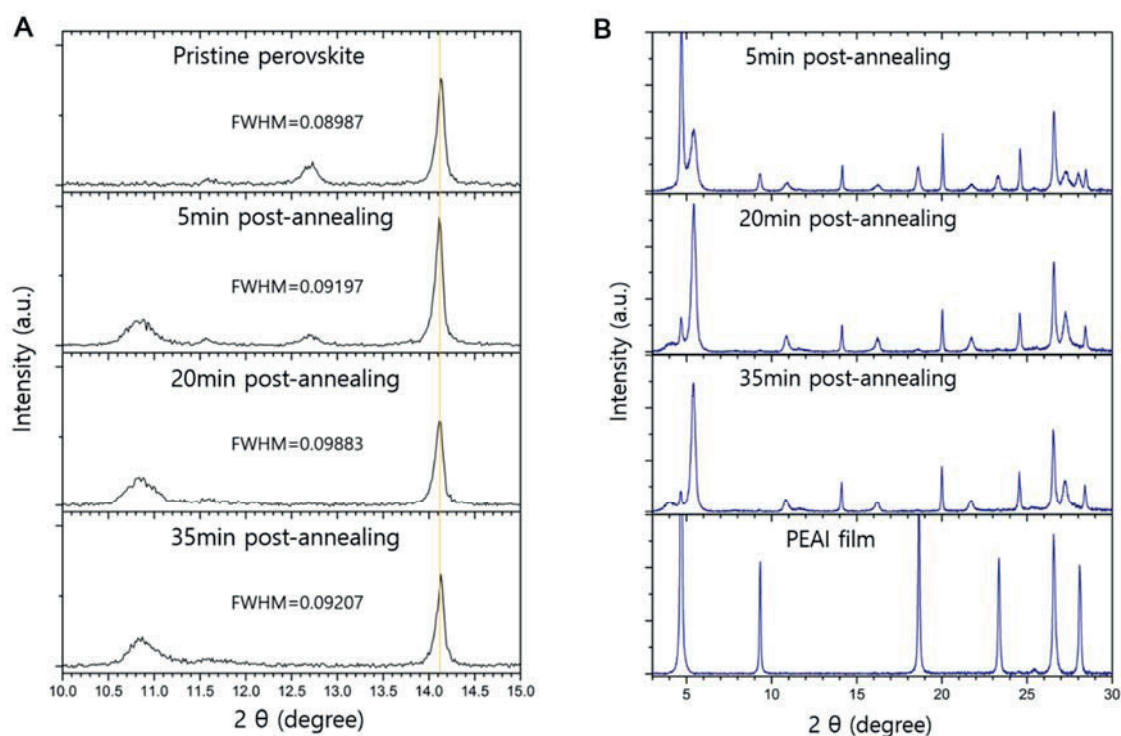 A
Pristine perovskite
FWHM=0.08987
5min post-annealing
FWHM=0.09197
20min post-annealing
FWHM=0.09883
35min post-annealing
FWHM=0.09207
Intensity (a.u.)
10.0 10.5 11.0 11.5 12.0 12.5 13.0 13.5 14.0 14.5 15.0
2 θ (degree)
B
5min post-annealing
20min post-annealing
35min post-annealing
PEAI film
Intensity (a.u.)
5 10 15 20 25 30
2 θ (degree)